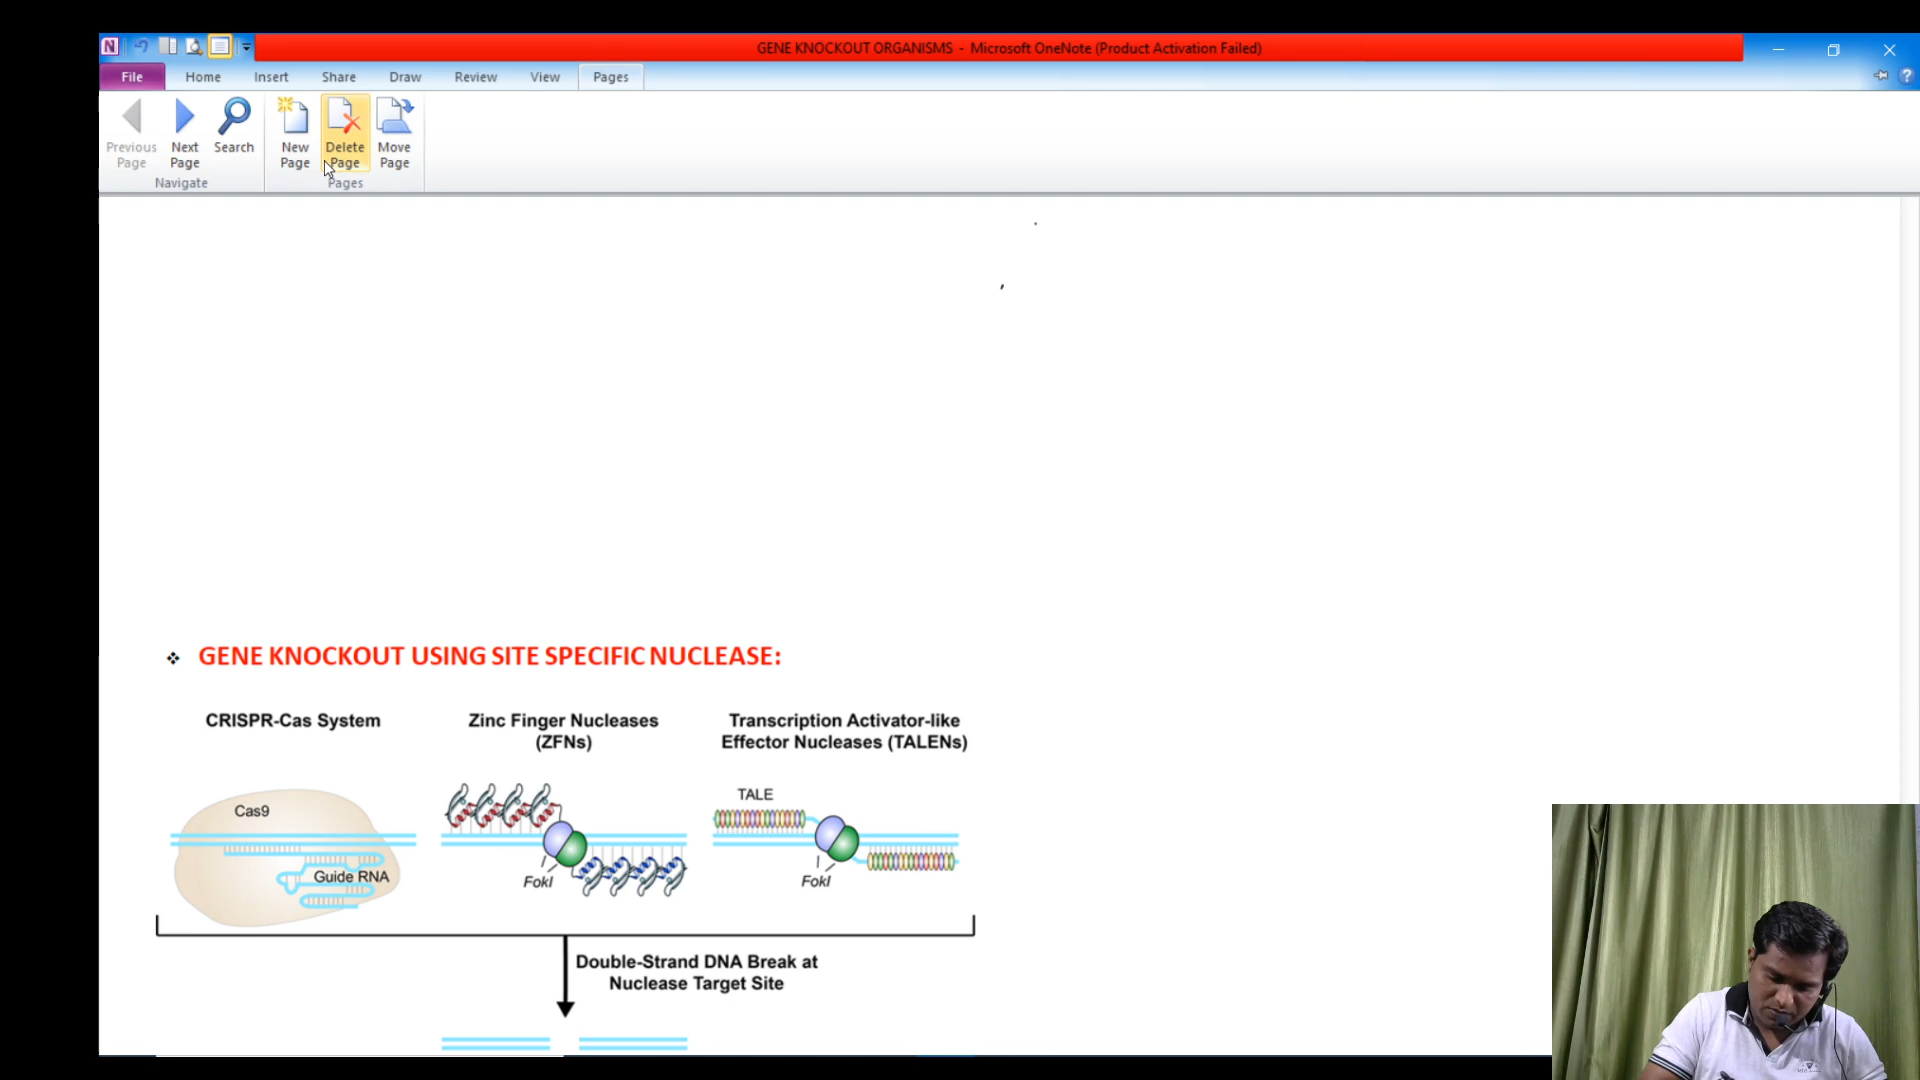 GENE KNOCKOUT ORGANISMS - Microsoft OneNote (Product Activation Failed)
File Home Insert Share Draw Review View Pages
Previous Page Next Page Search New Page Delete Page Move Page
Navigate Pages
❖ GENE KNOCKOUT USING SITE SPECIFIC NUCLEASE:
CRISPR-Cas System
Zinc Finger Nucleases
(ZFNs)
Transcription Activator-like
Effector Nucleases (TALENs)
Cas9
Guide RNA
FokI
TALE
FokI
Double-Strand DNA Break at
Nuclease Target Site